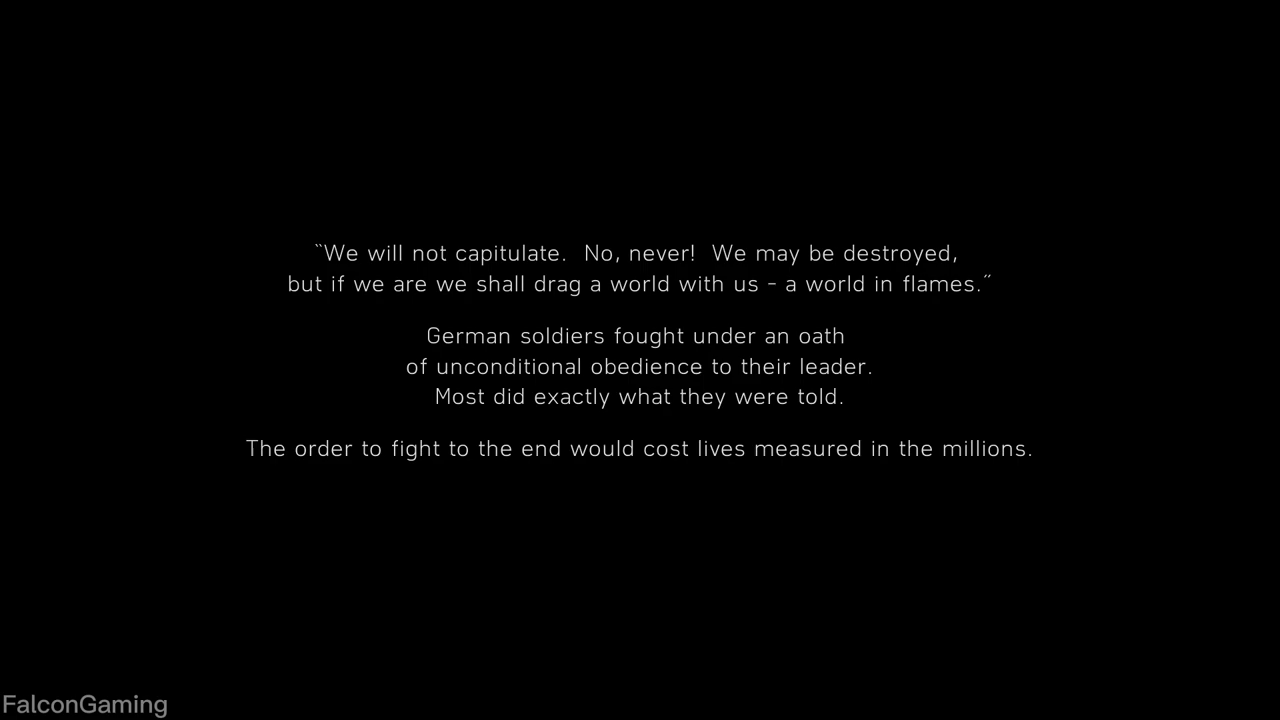 “We will not capitulate.  No, never!  We may be destroyed,
but if we are we shall drag a world with us - a world in flames.”
German soldiers fought under an oath
of unconditional obedience to their leader.
Most did exactly what they were told.
The order to fight to the end would cost lives measured in the millions.
FalconGaming